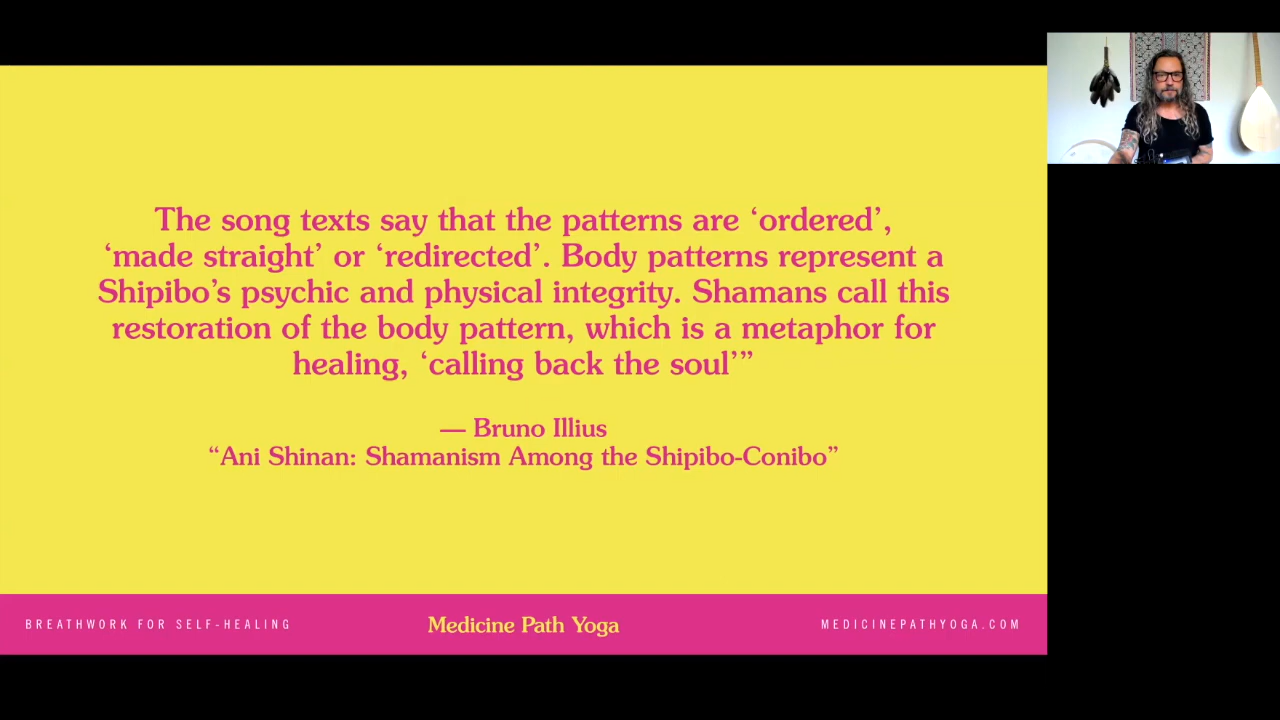 The song texts say that the patterns are ‘ordered’,
‘made straight’ or ‘redirected’. Body patterns represent a
Shipibo’s psychic and physical integrity. Shamans call this
restoration of the body pattern, which is a metaphor for
healing, ‘calling back the soul’”
— Bruno Illius
“Ani Shinan: Shamanism Among the Shipibo-Conibo”
BREATHWORK FOR SELF-HEALING
Medicine Path Yoga
MEDICINEPATHYOGA.COM